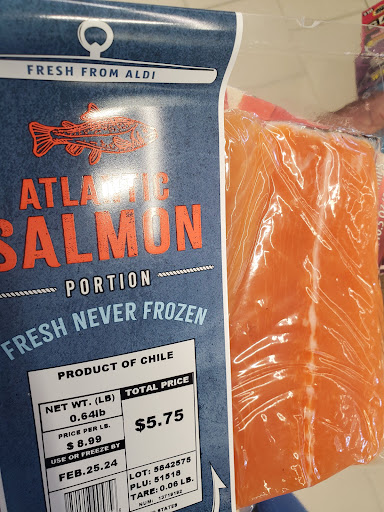 FRESH FROM ALDI
ATLANTIC
SALMON
PORTION
FRESH NEVER FROZEN
PRODUCT OF CHILE
NET WT. (LB)
0.64lb
PRICE PER LB.
$ 8.99
USE OR FREEZE BY
FEB.25.24
TOTAL PRICE
$5.75
LOT: 5842575
PLU: 51518
TARE: 0.06 LB.
STATES